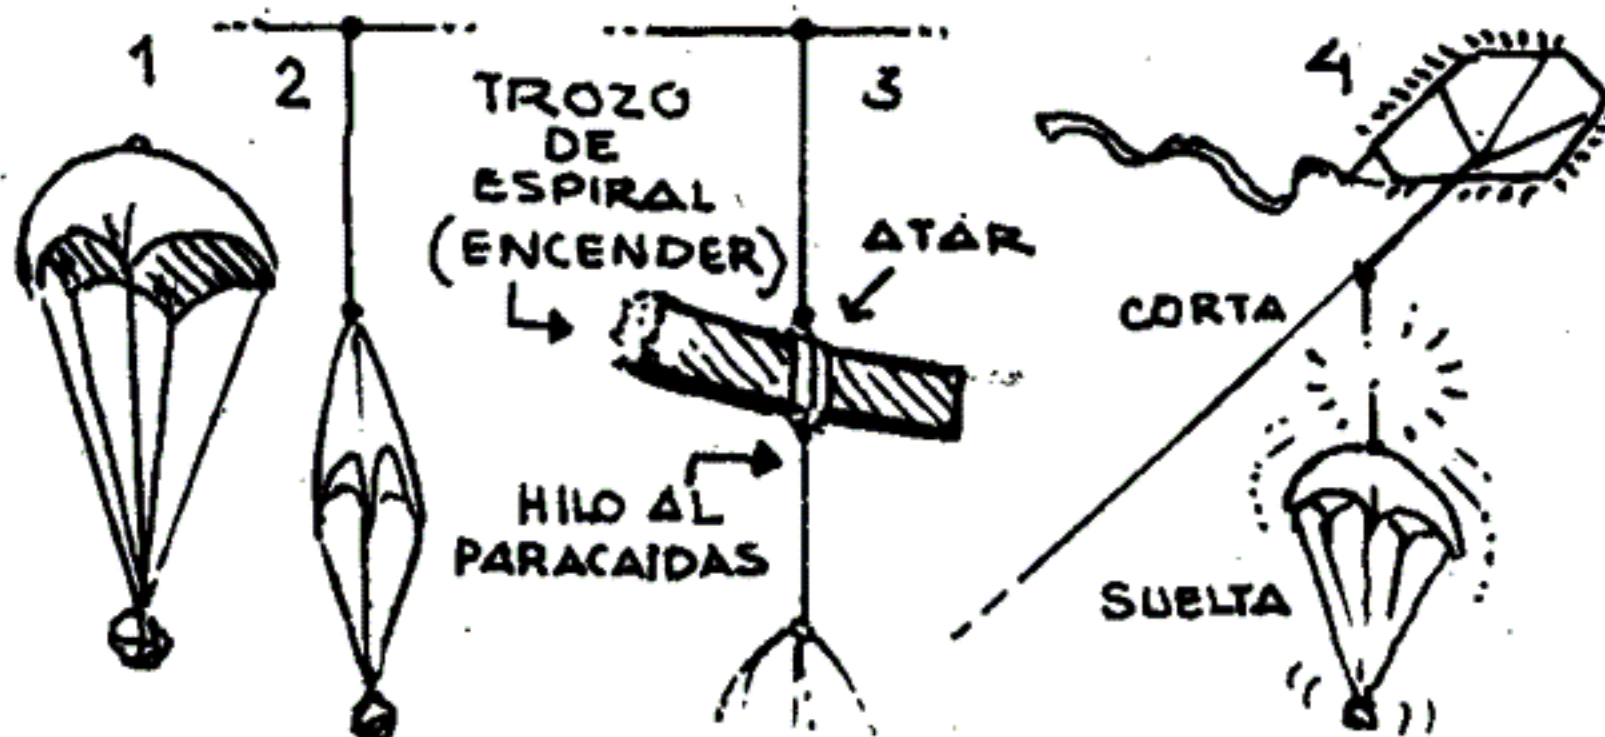 1
2
TROZO
DE
ESPIRAL
(ENCENDER)
3
ATAR
HILO AL
PARACAIDAS
4
CORTA
SUELTA